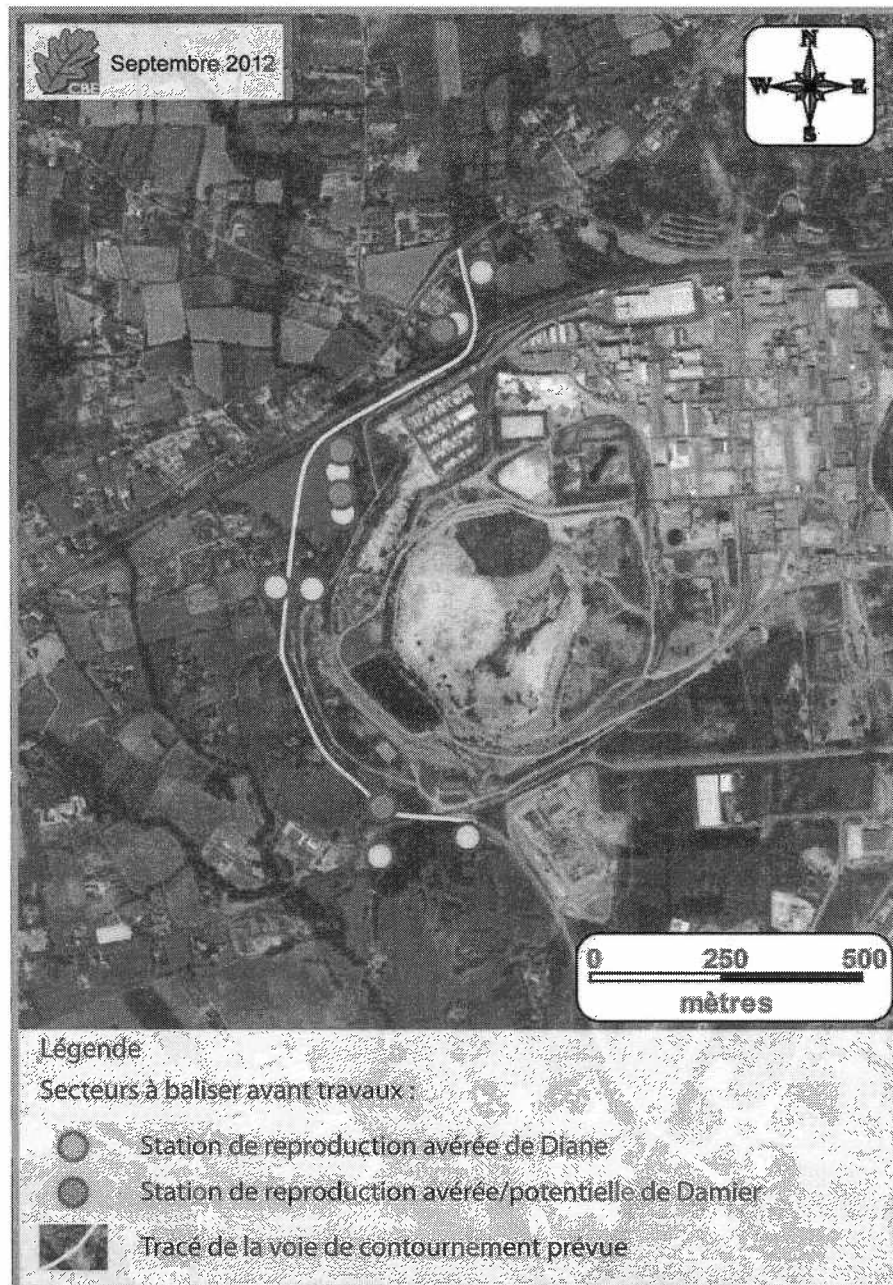 CBE
Septembre 2012
N
W E
S
0 250 500
mètres
Légende
Secteurs à baliser avant travaux :
Station de reproduction avérée de Diane
Station de reproduction avérée/potentielle de Damier
Tracé de la voie de contournement prévue